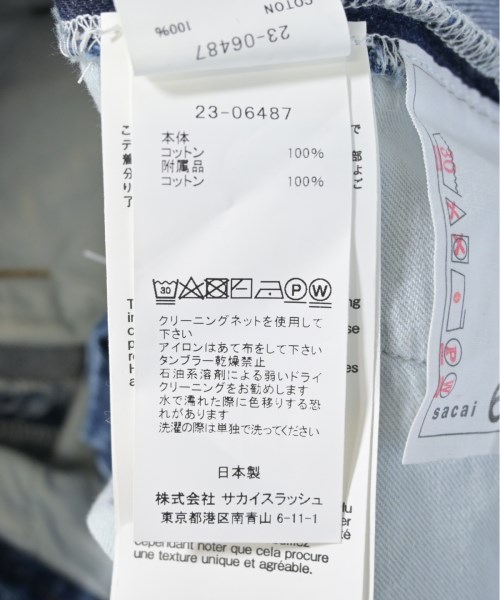 COTTON 100%
23-06487
23-06487
本体
コットン 100%
附属品
コットン 100%
30 P W
クリーニングネットを使用して
下さい
アイロンはあて布をして下さい
タンブラー乾燥禁止
石油系溶剤による弱いドライ
クリーニングをお勧めします
水で濡れた際に色移りする恐
れがあります
洗濯の際は単独で洗ってください
日本製
株式会社 サカイスラッシュ
東京都港区南青山 6-11-1
cependant noter que cela procure
une texture unique et agréable.
30
P
W
sacai